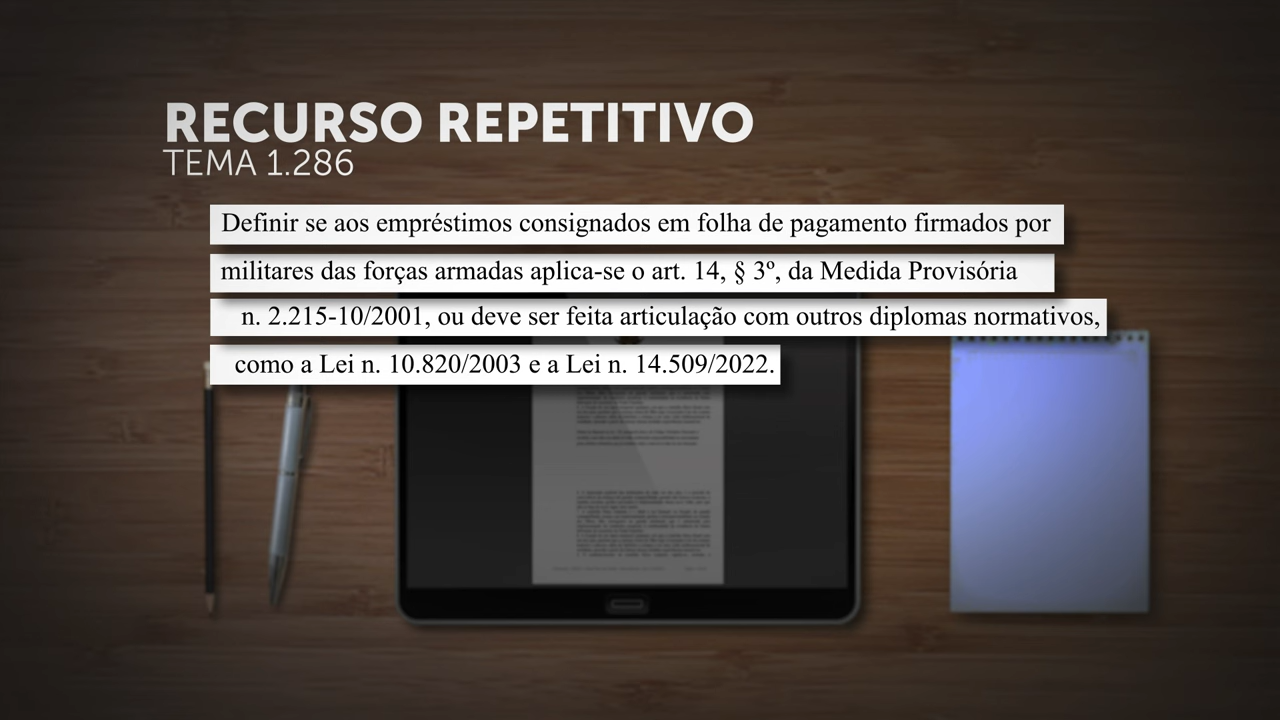 RECURSO REPETITIVO
TEMA 1.286
Definir se aos empréstimos consignados em folha de pagamento firmados por
militares das forças armadas aplica-se o art. 14, § 3º, da Medida Provisória
n. 2.215-10/2001, ou deve ser feita articulação com outros diplomas normativos,
como a Lei n. 10.820/2003 e a Lei n. 14.509/2022.